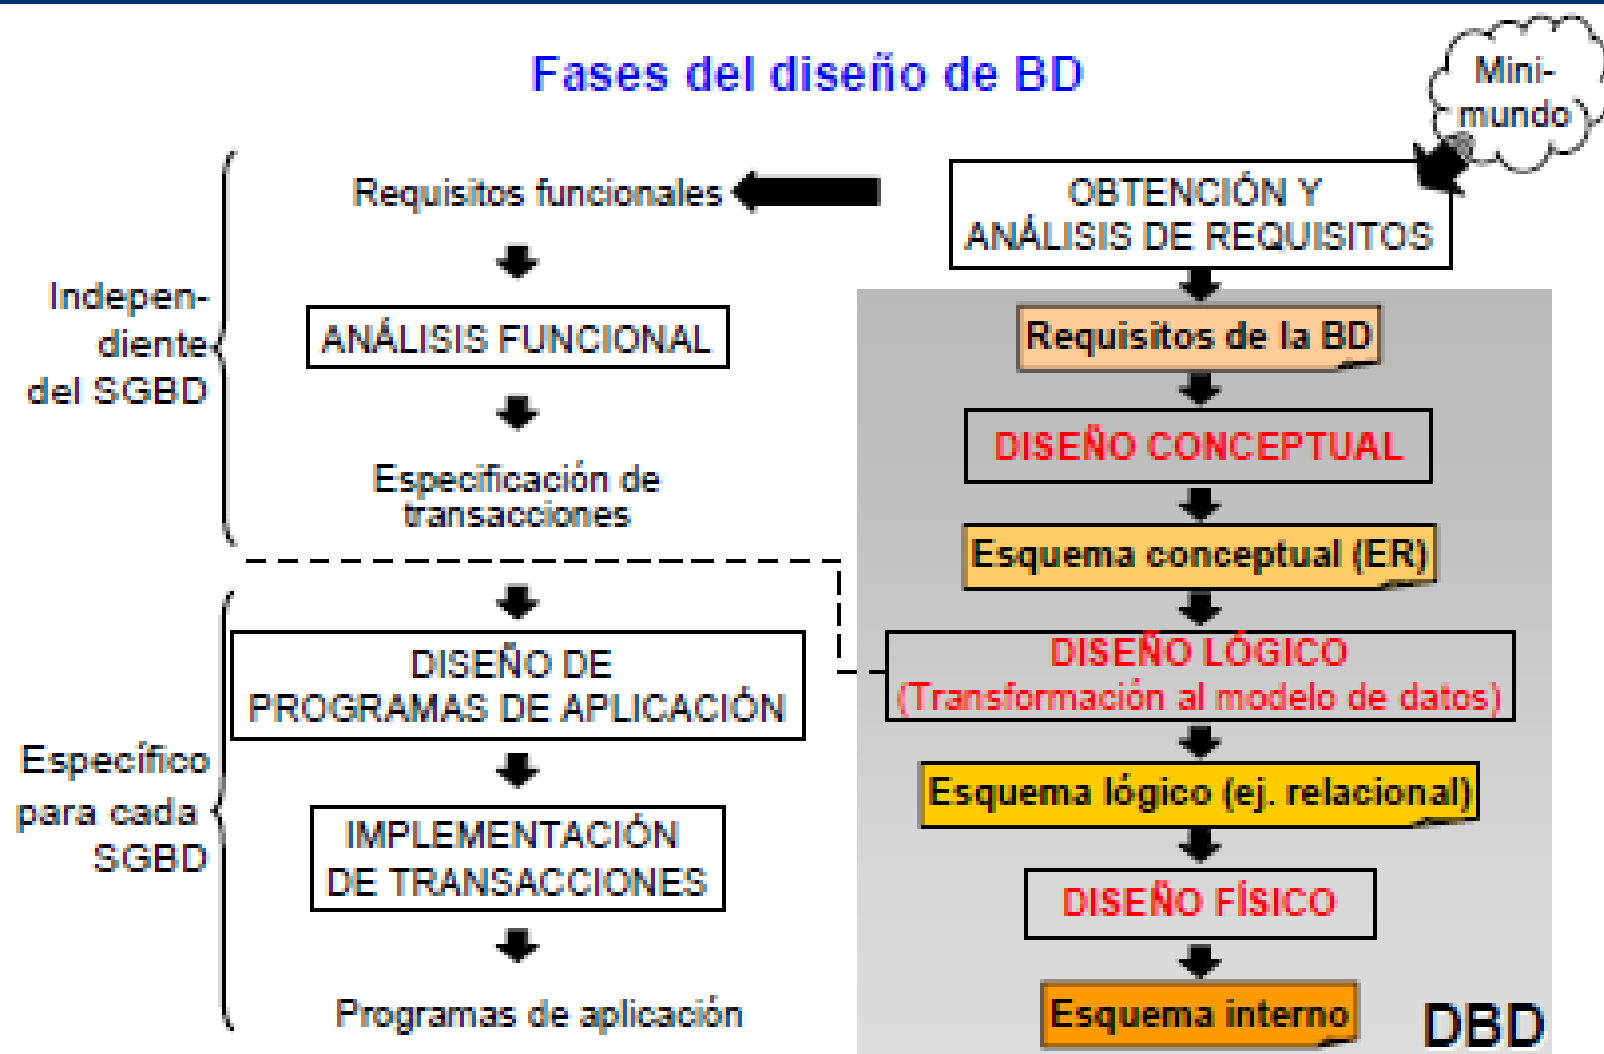 Fases del diseño de BD
Mini-
mundo
Requisitos funcionales
OBTENCIÓN Y
ANÁLISIS DE REQUISITOS
Indepen-
diente
del SGBD
ANÁLISIS FUNCIONAL
Requisitos de la BD
DISEÑO CONCEPTUAL
Especificación de
transacciones
Esquema conceptual (ER)
DISEÑO DE
PROGRAMAS DE APLICACIÓN
DISEÑO LÓGICO
(Transformación al modelo de datos)
Específico
para cada
SGBD
Esquema lógico (ej. relacional)
IMPLEMENTACIÓN
DE TRANSACCIONES
DISEÑO FÍSICO
Programas de aplicación
Esquema interno
DBD